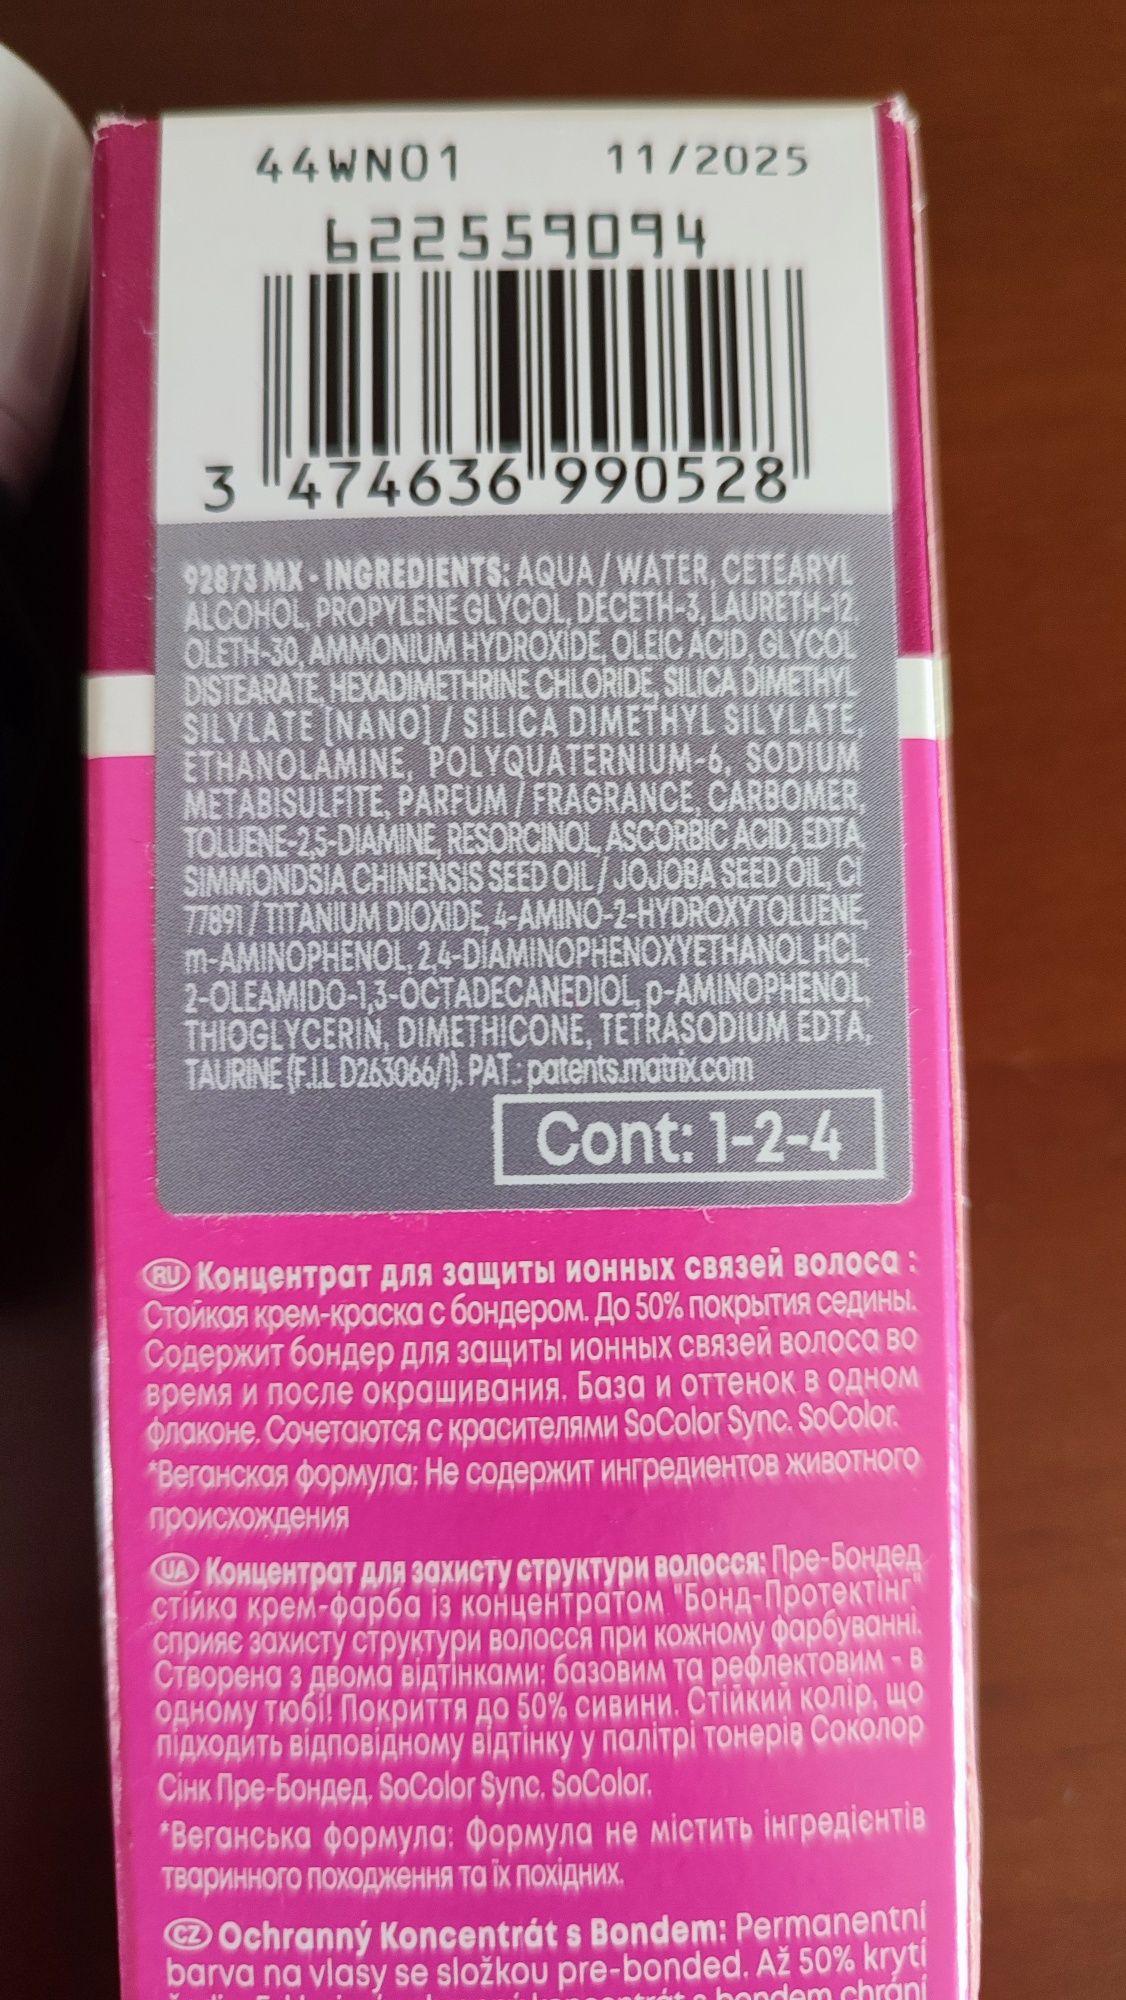 44WN01 11/2025
622559094
3 474636 990528
92873 MX - INGREDIENTS: AQUA / WATER, CETEARYL
ALCOHOL, PROPYLENE GLYCOL, DECETH-3, LAURETH-12,
OLETH-30, AMMONIUM HYDROXIDE, OLEIC ACID, GLYCOL
DISTEARATE, HEXADIMETHRINE CHLORIDE, SILICA DIMETHYL
SILYLATE [NANO] / SILICA DIMETHYL SILYLATE,
ETHANOLAMINE, POLYQUATERNIUM-6, SODIUM
METABISULFITE, PARFUM / FRAGRANCE, CARBOMER,
TOLUENE-2,5-DIAMINE, RESORCINOL, ASCORBIC ACID, EDTA,
SIMMONDSIA CHINENSIS SEED OIL / JOJOBA SEED OIL, CI
77891 / TITANIUM DIOXIDE, 4-AMINO-2-HYDROXYTOLUENE,
m-AMINOPHENOL, 2,4-DIAMINOPHENOXYETHANOL HCL,
2-OLEAMIDO-1,3-OCTADECANEDIOL, p-AMINOPHENOL,
THIOGLYCERIN, DIMETHICONE, TETRASODIUM EDTA,
TAURINE (F.I.L D263066/1). PAT.: patents.matrix.com
Cont: 1-2-4
RU Концентрат для защиты ионных связей волоса :
Стойкая крем-краска с бондером. До 50% покрытия седины.
Содержит бондер для защиты ионных связей волоса во
время и после окрашивания. База и оттенок в одном
флаконе. Сочетаются с красителями SoColor Sync. SoColor.
*Веганская формула: Не содержит ингредиентов животного
происхождения
UA Концентрат для захисту структури волосся: Пре-Бондед
стійка крем-фарба із концентратом "Бонд-Протектінг"
сприяє захисту структури волосся при кожному фарбуванні.
Створена з двома відтінками: базовим та рефлектовим - в
одному тюбі! Покриття до 50% сивини. Стійкий колір, що
підходить відповідному відтінку у палітрі тонерів Соколор
Сінк Пре-Бондед. SoColor Sync. SoColor.
*Веганська формула: Формула не містить інгредієнтів
тваринного походження та їх похідних.
CZ Ochranný Koncentrát s Bondem: Permanentní
barva na vlasy se složkou pre-bonded. Až 50% krytí
bondem chrání